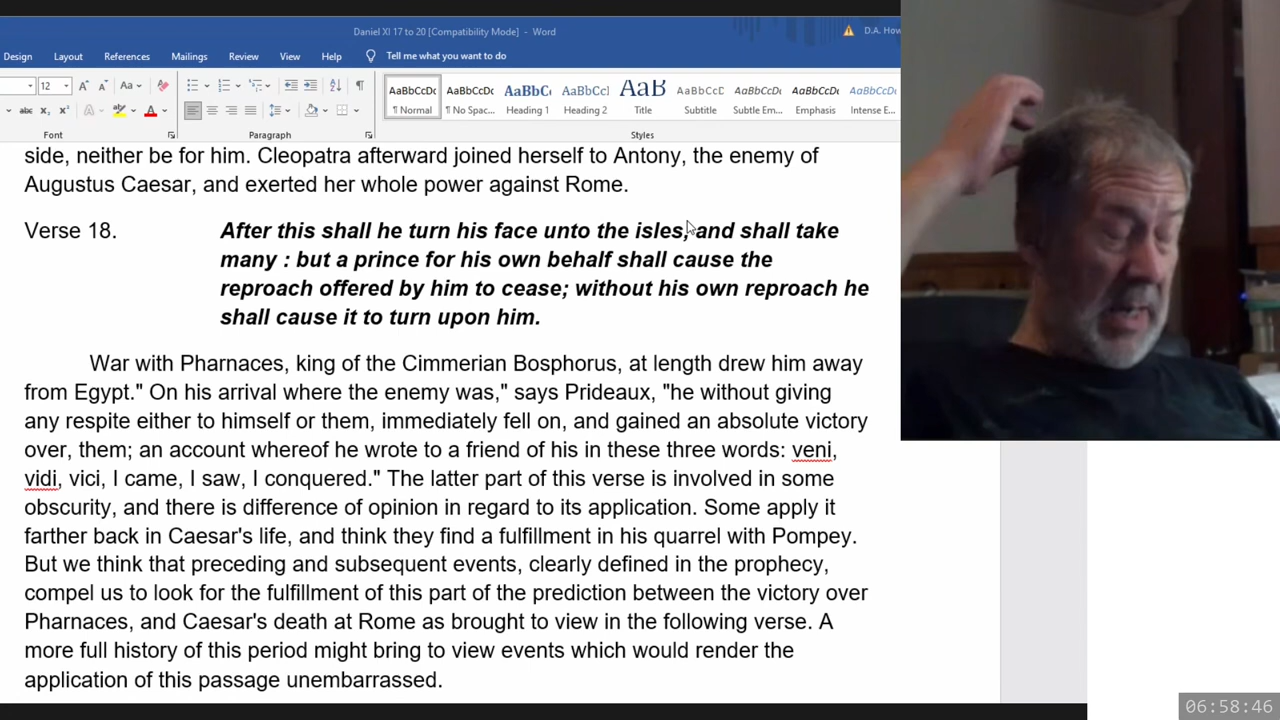 Daniel XI 17 to 20 [Compatibility Mode] - Word
D.A. How
Design Layout References Mailings Review View Help Tell me what you want to do
12 Aa
AaBbCcDc AaBbCcDc AaBbC AaBbCcl AaB AaBbCcD AaBbCcDc AaBbCcDc AaBbCcDc
¶ Normal ¶ No Spac... Heading 1 Heading 2 Title Subtitle Subtle Em... Emphasis Intense E...
Font Paragraph Styles
side, neither be for him. Cleopatra afterward joined herself to Antony, the enemy of
Augustus Caesar, and exerted her whole power against Rome.
Verse 18. After this shall he turn his face unto the isles, and shall take
many : but a prince for his own behalf shall cause the
reproach offered by him to cease; without his own reproach he
shall cause it to turn upon him.
War with Pharnaces, king of the Cimmerian Bosphorus, at length drew him away
from Egypt." On his arrival where the enemy was," says Prideaux, "he without giving
any respite either to himself or them, immediately fell on, and gained an absolute victory
over, them; an account whereof he wrote to a friend of his in these three words: veni,
vidi, vici, I came, I saw, I conquered." The latter part of this verse is involved in some
obscurity, and there is difference of opinion in regard to its application. Some apply it
farther back in Caesar's life, and think they find a fulfillment in his quarrel with Pompey.
But we think that preceding and subsequent events, clearly defined in the prophecy,
compel us to look for the fulfillment of this part of the prediction between the victory over
Pharnaces, and Caesar's death at Rome as brought to view in the following verse. A
more full history of this period might bring to view events which would render the
application of this passage unembarrassed.
06:58:46